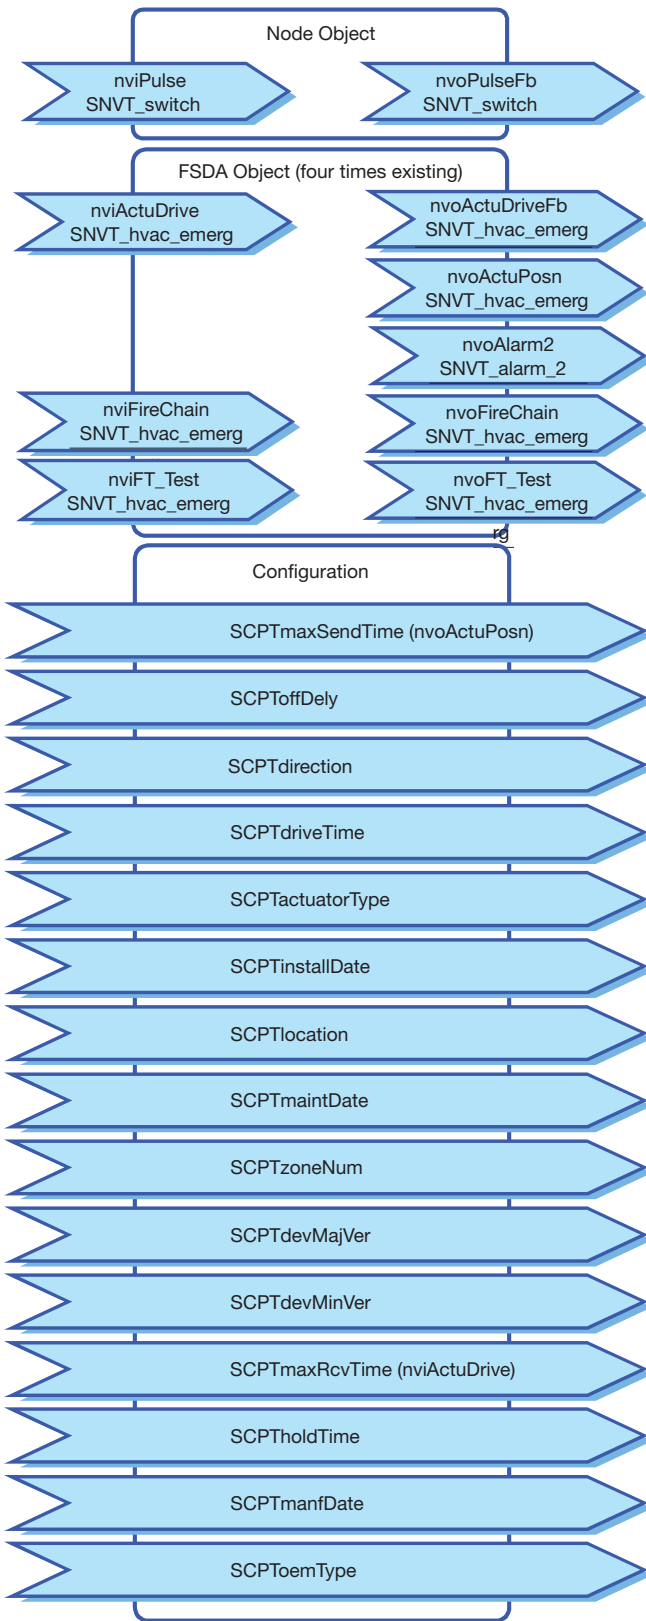 Node Object
nviPulse
SNVT_switch
nvoPulseFb
SNVT_switch
FSDA Object (four times existing)
nviActuDrive
SNVT_hvac_emerg
nvoActuDriveFb
SNVT_hvac_emerg
nvoActuPosn
SNVT_hvac_emerg
nvoAlarm2
SNVT_alarm_2
nviFireChain
SNVT_hvac_emerg
nvoFireChain
SNVT_hvac_emerg
nviFT_Test
SNVT_hvac_emerg
nvoFT_Test
SNVT_hvac_emerg
rg
Configuration
SCPTmaxSendTime (nvoActuPosn)
SCPToffDely
SCPTdirection
SCPTdriveTime
SCPTactuatorType
SCPTinstallDate
SCPTlocation
SCPTmaintDate
SCPTzoneNum
SCPTdevMajVer
SCPTdevMinVer
SCPTmaxRcvTime (nviActuDrive)
SCPTholdTime
SCPTmanfDate
SCPToemType